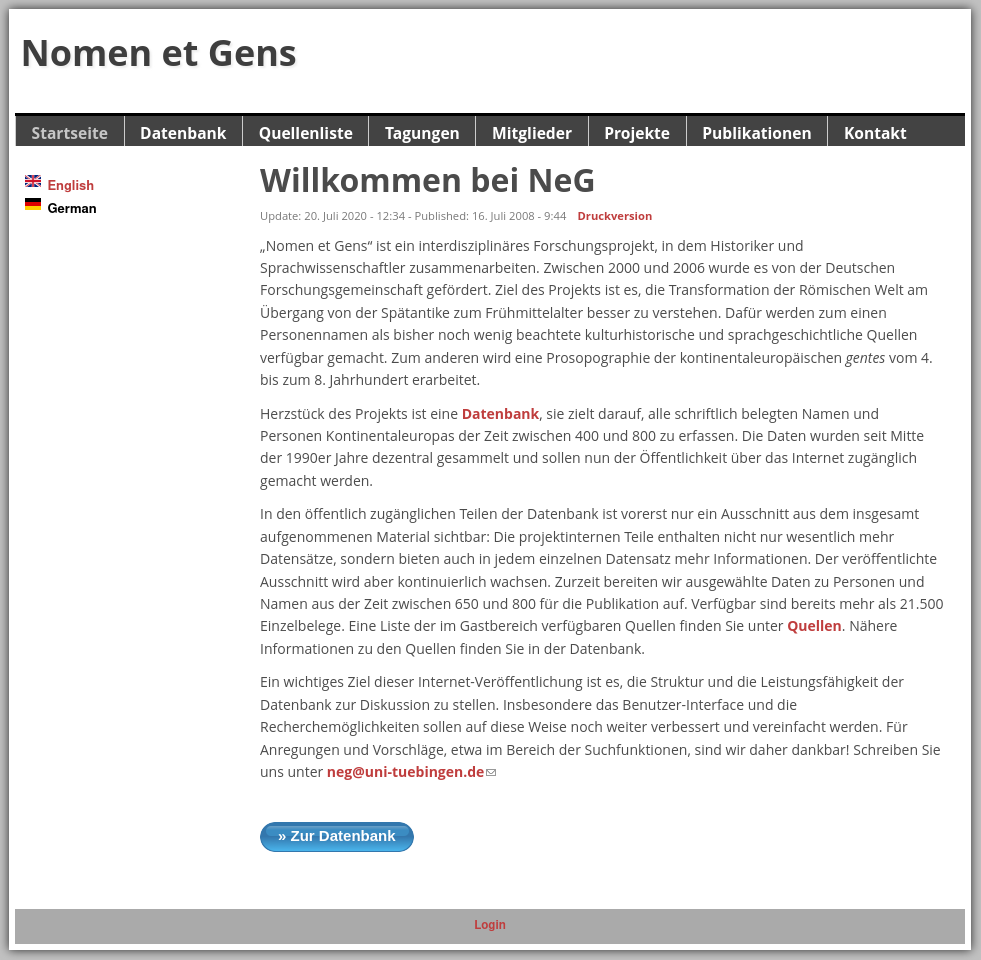 Nomen et Gens
Startseite Datenbank Quellenliste Tagungen Mitglieder Projekte Publikationen Kontakt
English
German
Willkommen bei NeG
Update: 20. Juli 2020 - 12:34 - Published: 16. Juli 2008 - 9:44 Druckversion
„Nomen et Gens“ ist ein interdisziplinäres Forschungsprojekt, in dem Historiker und
Sprachwissenschaftler zusammenarbeiten. Zwischen 2000 und 2006 wurde es von der Deutschen
Forschungsgemeinschaft gefördert. Ziel des Projekts ist es, die Transformation der Römischen Welt am
Übergang von der Spätantike zum Frühmittelalter besser zu verstehen. Dafür werden zum einen
Personennamen als bisher noch wenig beachtete kulturhistorische und sprachgeschichtliche Quellen
verfügbar gemacht. Zum anderen wird eine Prosopographie der kontinentaleuropäischen gentes vom 4.
bis zum 8. Jahrhundert erarbeitet.
Herzstück des Projekts ist eine Datenbank, sie zielt darauf, alle schriftlich belegten Namen und
Personen Kontinentaleuropas der Zeit zwischen 400 und 800 zu erfassen. Die Daten wurden seit Mitte
der 1990er Jahre dezentral gesammelt und sollen nun der Öffentlichkeit über das Internet zugänglich
gemacht werden.
In den öffentlich zugänglichen Teilen der Datenbank ist vorerst nur ein Ausschnitt aus dem insgesamt
aufgenommenen Material sichtbar: Die projektinternen Teile enthalten nicht nur wesentlich mehr
Datensätze, sondern bieten auch in jedem einzelnen Datensatz mehr Informationen. Der veröffentlichte
Ausschnitt wird aber kontinuierlich wachsen. Zurzeit bereiten wir ausgewählte Daten zu Personen und
Namen aus der Zeit zwischen 650 und 800 für die Publikation auf. Verfügbar sind bereits mehr als 21.500
Einzelbelege. Eine Liste der im Gastbereich verfügbaren Quellen finden Sie unter Quellen. Nähere
Informationen zu den Quellen finden Sie in der Datenbank.
Ein wichtiges Ziel dieser Internet-Veröffentlichung ist es, die Struktur und die Leistungsfähigkeit der
Datenbank zur Diskussion zu stellen. Insbesondere das Benutzer-Interface und die
Recherchemöglichkeiten sollen auf diese Weise noch weiter verbessert und vereinfacht werden. Für
Anregungen und Vorschläge, etwa im Bereich der Suchfunktionen, sind wir daher dankbar! Schreiben Sie
uns unter neg@uni-tuebingen.de
» Zur Datenbank
Login